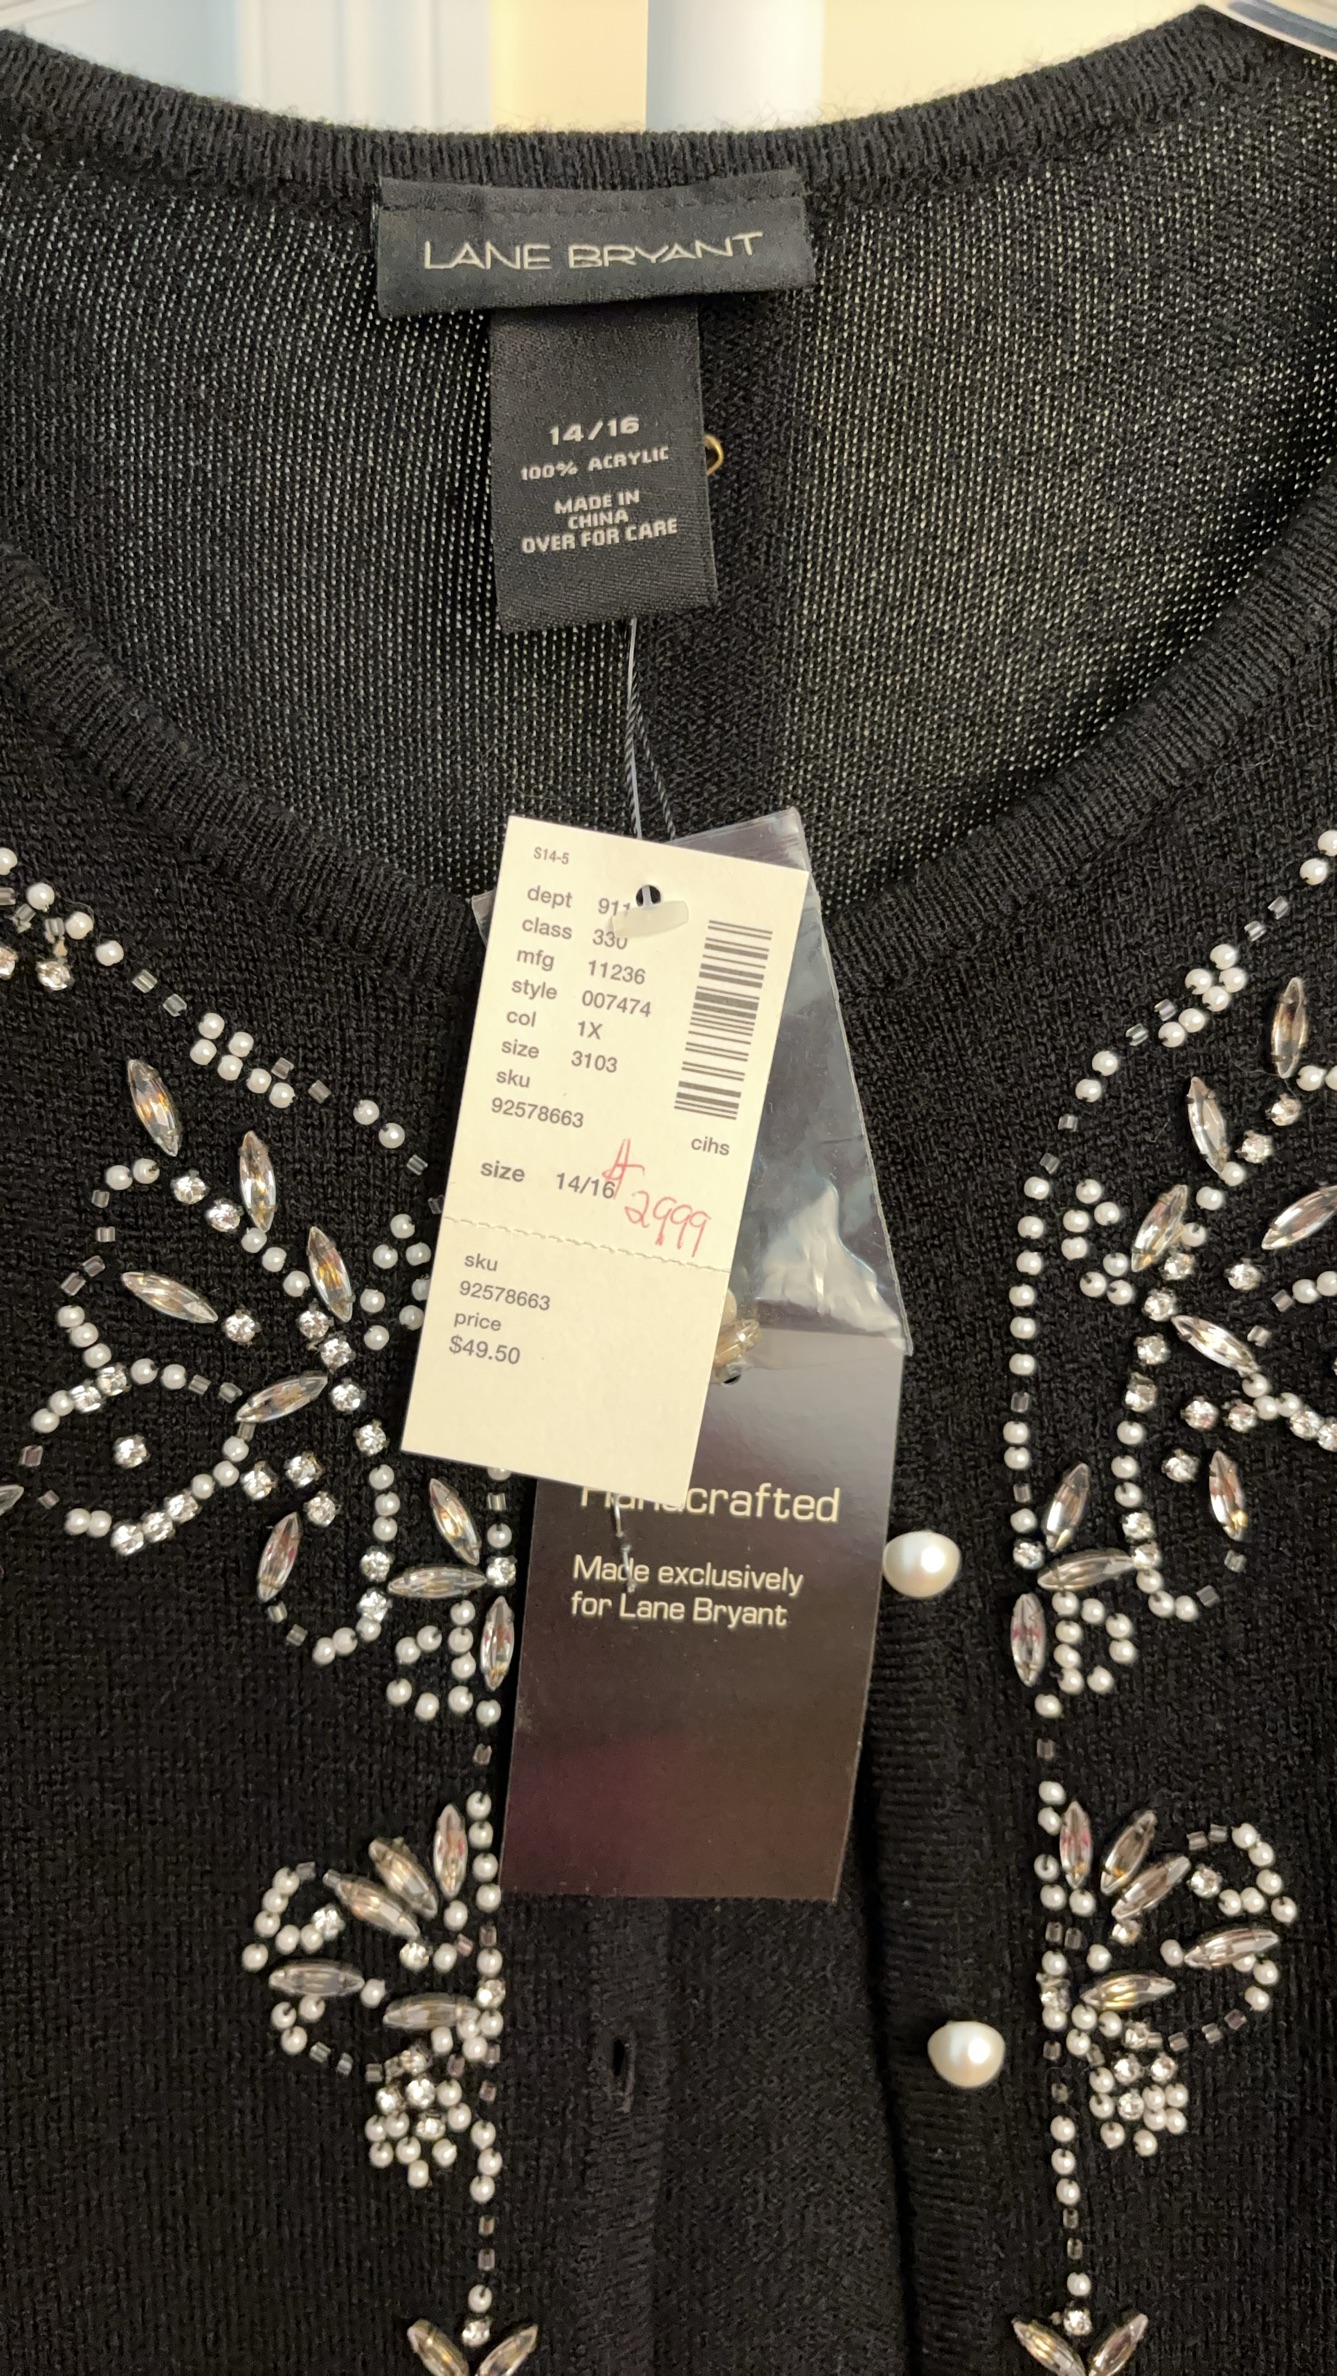 LANE BRYANT
14/16
100% ACRYLIC
MADE IN
CHINA
OVER FOR CARE
S14-5
dept 911
class 330
mfg 11236
style 007474
col 1X
size 3103
sku
92578663
cihs
size 14/16
2999
sku
92578663
price
$49.50
Handcrafted
Made exclusively
for Lane Bryant